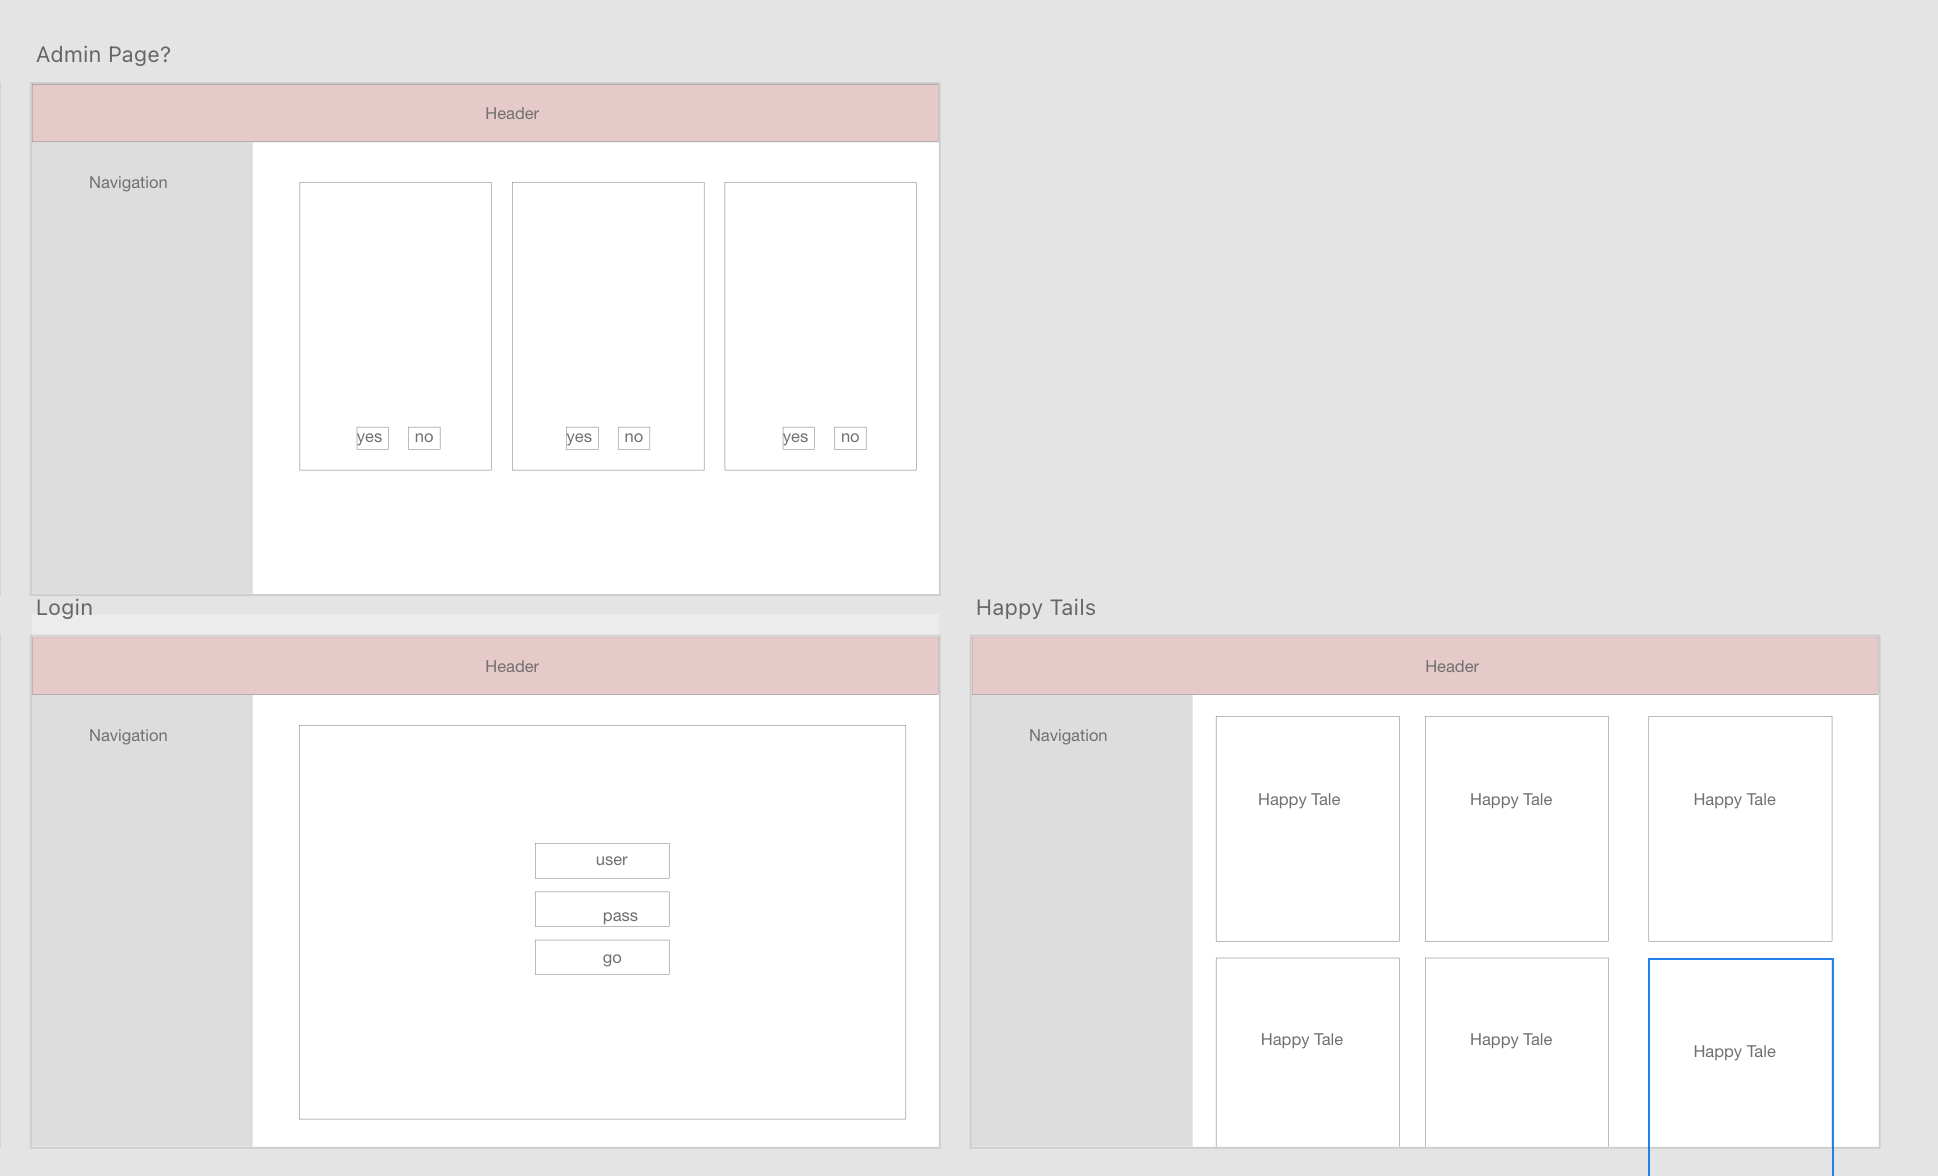 Admin Page?
Header
Navigation
yes no yes no yes no
Login
Header
Navigation
user
pass
go
Happy Tails
Header
Navigation
Happy Tale Happy Tale Happy Tale
Happy Tale Happy Tale Happy Tale